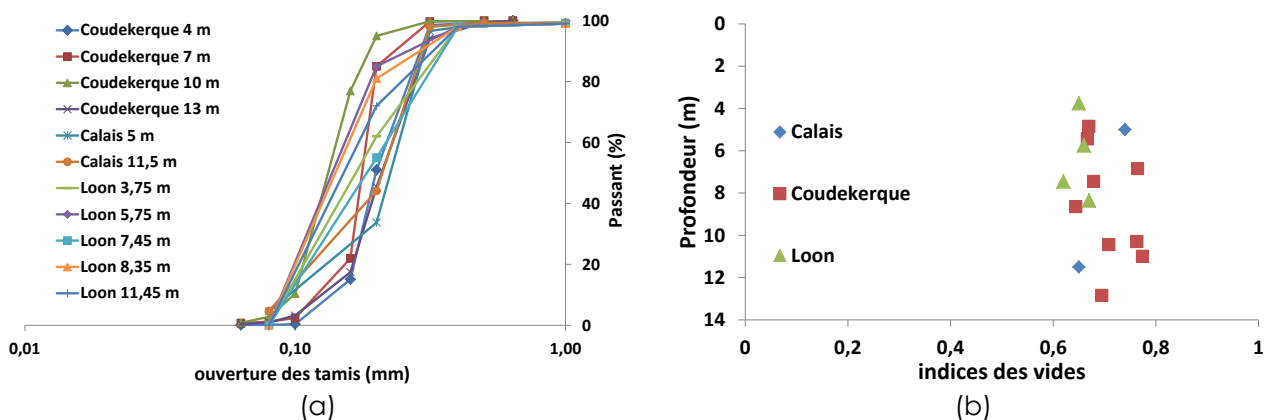 Coudekerque 4 m
Coudekerque 7 m
Coudekerque 10 m
Coudekerque 13 m
Calais 5 m
Calais 11,5 m
Loon 3,75 m
Loon 5,75 m
Loon 7,45 m
Loon 8,35 m
Loon 11,45 m
100
80
60
40
20
0
Passant (%)
0,01
0,10
1,00
ouverture des tamis (mm)
(a)
Profondeur (m)
0
2
4
6
8
10
12
14
Calais
Coudekerque
Loon
0
0,2
0,4
0,6
0,8
1
indices des vides
(b)